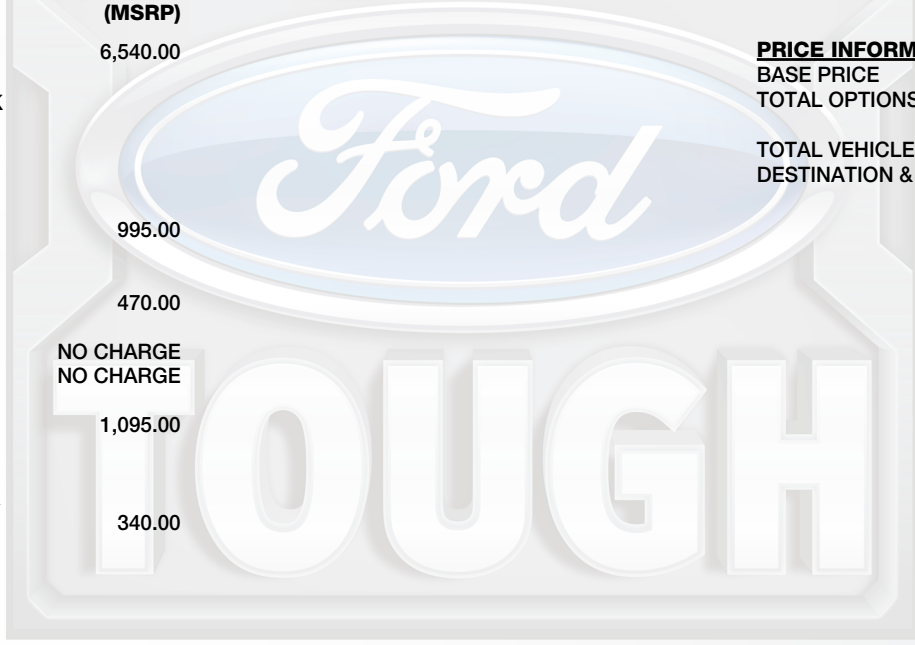 (MSRP)
6,540.00
995.00
470.00
NO CHARGE
NO CHARGE
1,095.00
340.00
PRICE INFORM
BASE PRICE
TOTAL OPTIONS
TOTAL VEHICLE
DESTINATION &
Ford
TOUGH